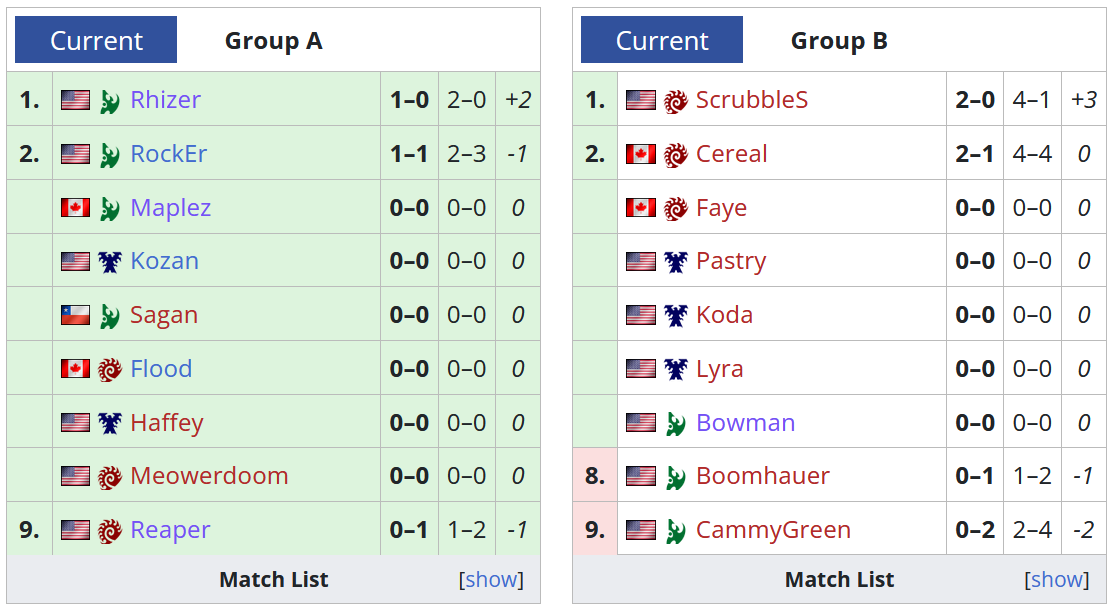 Current Group A
1. Rhizer 1–0 2–0 +2
2. RockEr 1–1 2–3 -1
Maplez 0–0 0–0 0
Kozan 0–0 0–0 0
Sagan 0–0 0–0 0
Flood 0–0 0–0 0
Haffey 0–0 0–0 0
Meowerdoom 0–0 0–0 0
9. Reaper 0–1 1–2 -1
Match List [show]
Current Group B
1. ScrubbleS 2–0 4–1 +3
2. Cereal 2–1 4–4 0
Faye 0–0 0–0 0
Pastry 0–0 0–0 0
Koda 0–0 0–0 0
Lyra 0–0 0–0 0
Bowman 0–0 0–0 0
8. Boomhauer 0–1 1–2 -1
9. CammyGreen 0–2 2–4 -2
Match List [show]